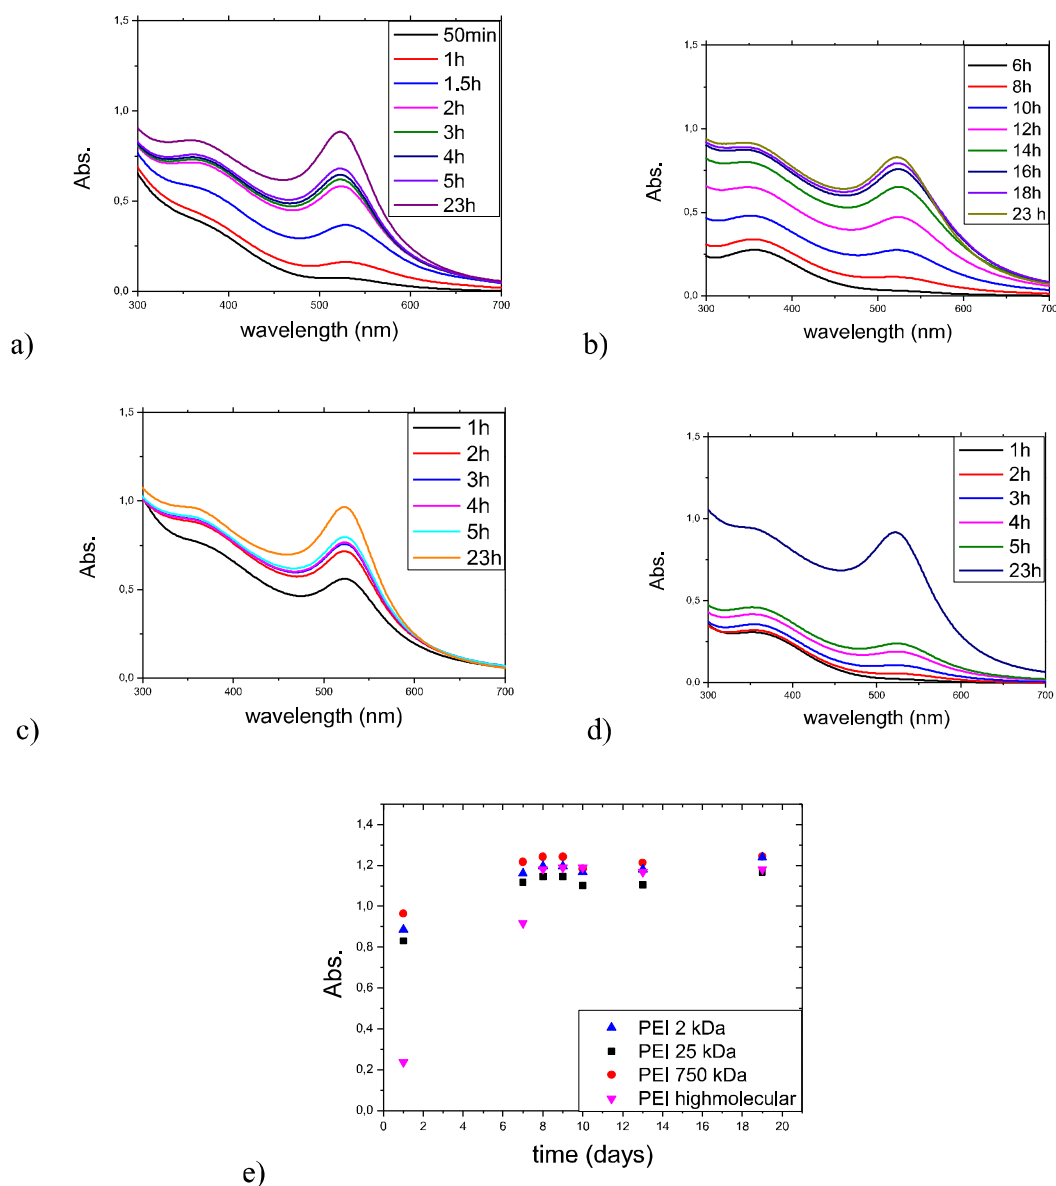 1,5
1,0
0,5
0,0
Abs.
300
400
500
600
700
wavelength (nm)
50min
1h
1.5h
2h
3h
4h
5h
23h
a)
1,5
1,0
0,5
0,0
Abs.
300
400
500
600
700
wavelength (nm)
6h
8h
10h
12h
14h
16h
18h
23 h
b)
1,5
1,0
0,5
0,0
Abs.
300
400
500
600
700
wavelength (nm)
1h
2h
3h
4h
5h
23h
c)
1.5
1.0
0.5
0.0
Abs.
300
400
500
600
700
wavelength (nm)
1h
2h
3h
4h
5h
23h
d)
1,4
1,2
1,0
0,8
0,6
0,4
0,2
0,0
Abs.
0
2
4
6
8
10
12
14
16
18
20
time (days)
PEI 2 kDa
PEI 25 kDa
PEI 750 kDa
PEI highmolecular
e)